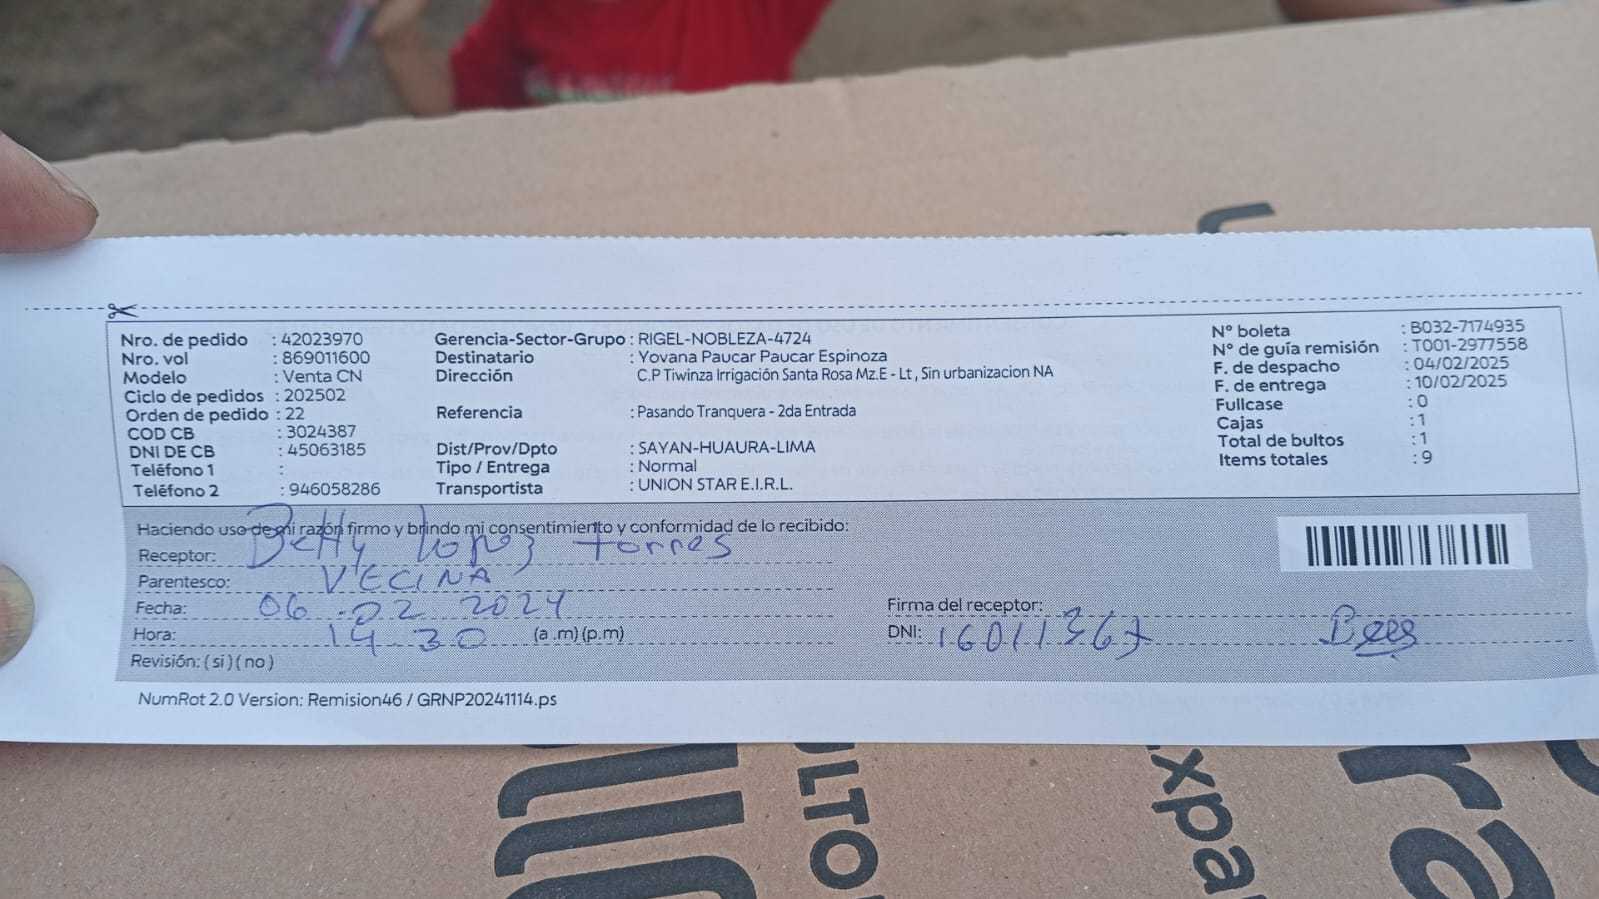 Nro. de pedido : 42023970
Nro. vol : 869011600
Modelo : Venta CN
Ciclo de pedidos : 202502
Orden de pedido : 22
COD CB : 3024387
DNI DE CB : 45063185
Teléfono 1 :
Teléfono 2 : 946058286
Gerencia-Sector-Grupo : RIGEL-NOBLEZA-4724
Destinatario : Yovana Paucar Paucar Espinoza
Dirección C.P Tiwinza Irrigación Santa Rosa Mz.E - Lt , Sin urbanizacion NA
Referencia : Pasando Tranquera - 2da Entrada
Dist/Prov/Dpto : SAYAN-HUAURA-LIMA
Tipo / Entrega : Normal
Transportista : UNION STAR E.I.R.L.
N° boleta : B032-7174935
N° de guía remisión : T001-2977558
F. de despacho : 04/02/2025
F. de entrega : 10/02/2025
Fullcase : 0
Cajas : 1
Total de bultos : 1
Items totales : 9
Haciendo uso de mi razón firmo y brindo mi consentimiento y conformidad de lo recibido:
Receptor: Betty lopez torres
Parentesco: VECINA
Fecha: 06 .02 2024
Hora: 14.30 (a .m) (p.m)
Revisión: ( si ) ( no )
Firma del receptor:
DNI: 16011367
NumRot 2.0 Version: Remision46 / GRNP20241114.ps
ULTO
Expa
ra